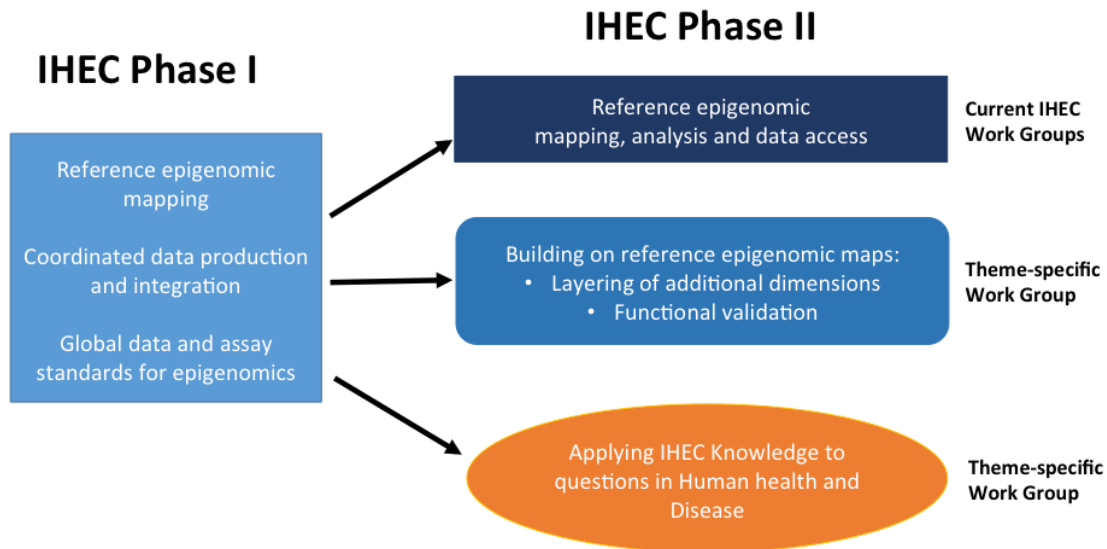 IHEC Phase I
IHEC Phase II
Reference epigenomic
mapping
Coordinated data production
and integration
Global data and assay
standards for epigenomics
Reference epigenomic
mapping, analysis and data access
Current IHEC
Work Groups
Building on reference epigenomic maps:
• Layering of additional dimensions
• Functional validation
Theme-specific
Work Group
Applying IHEC Knowledge to
questions in Human health and
Disease
Theme-specific
Work Group